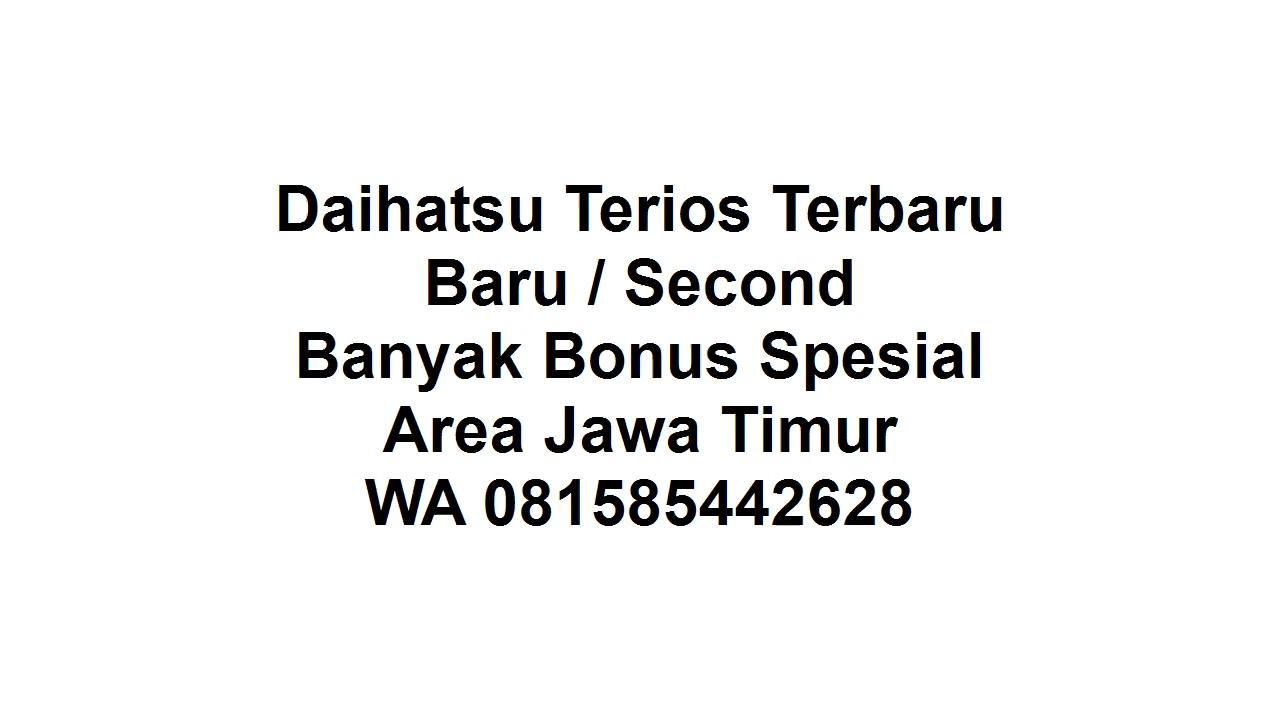 Daihatsu Terios Terbaru
Baru / Second
Banyak Bonus Spesial
Area Jawa Timur
WA 081585442628